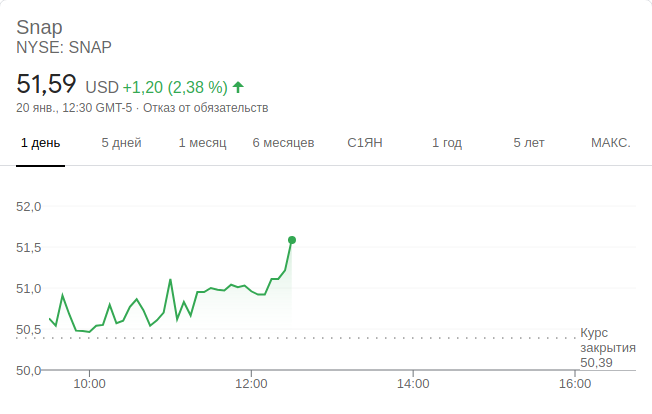 Snap
NYSE: SNAP
51,59 USD +1,20 (2,38 %)
20 янв., 12:30 GMT-5 · Отказ от обязательств
1 день 5 дней 1 месяц 6 месяцев С1ЯН 1 год 5 лет МАКС.
52,0
51,5
51,0
50,5
50,0
Курс
закрытия
50,39
10:00 12:00 14:00 16:00